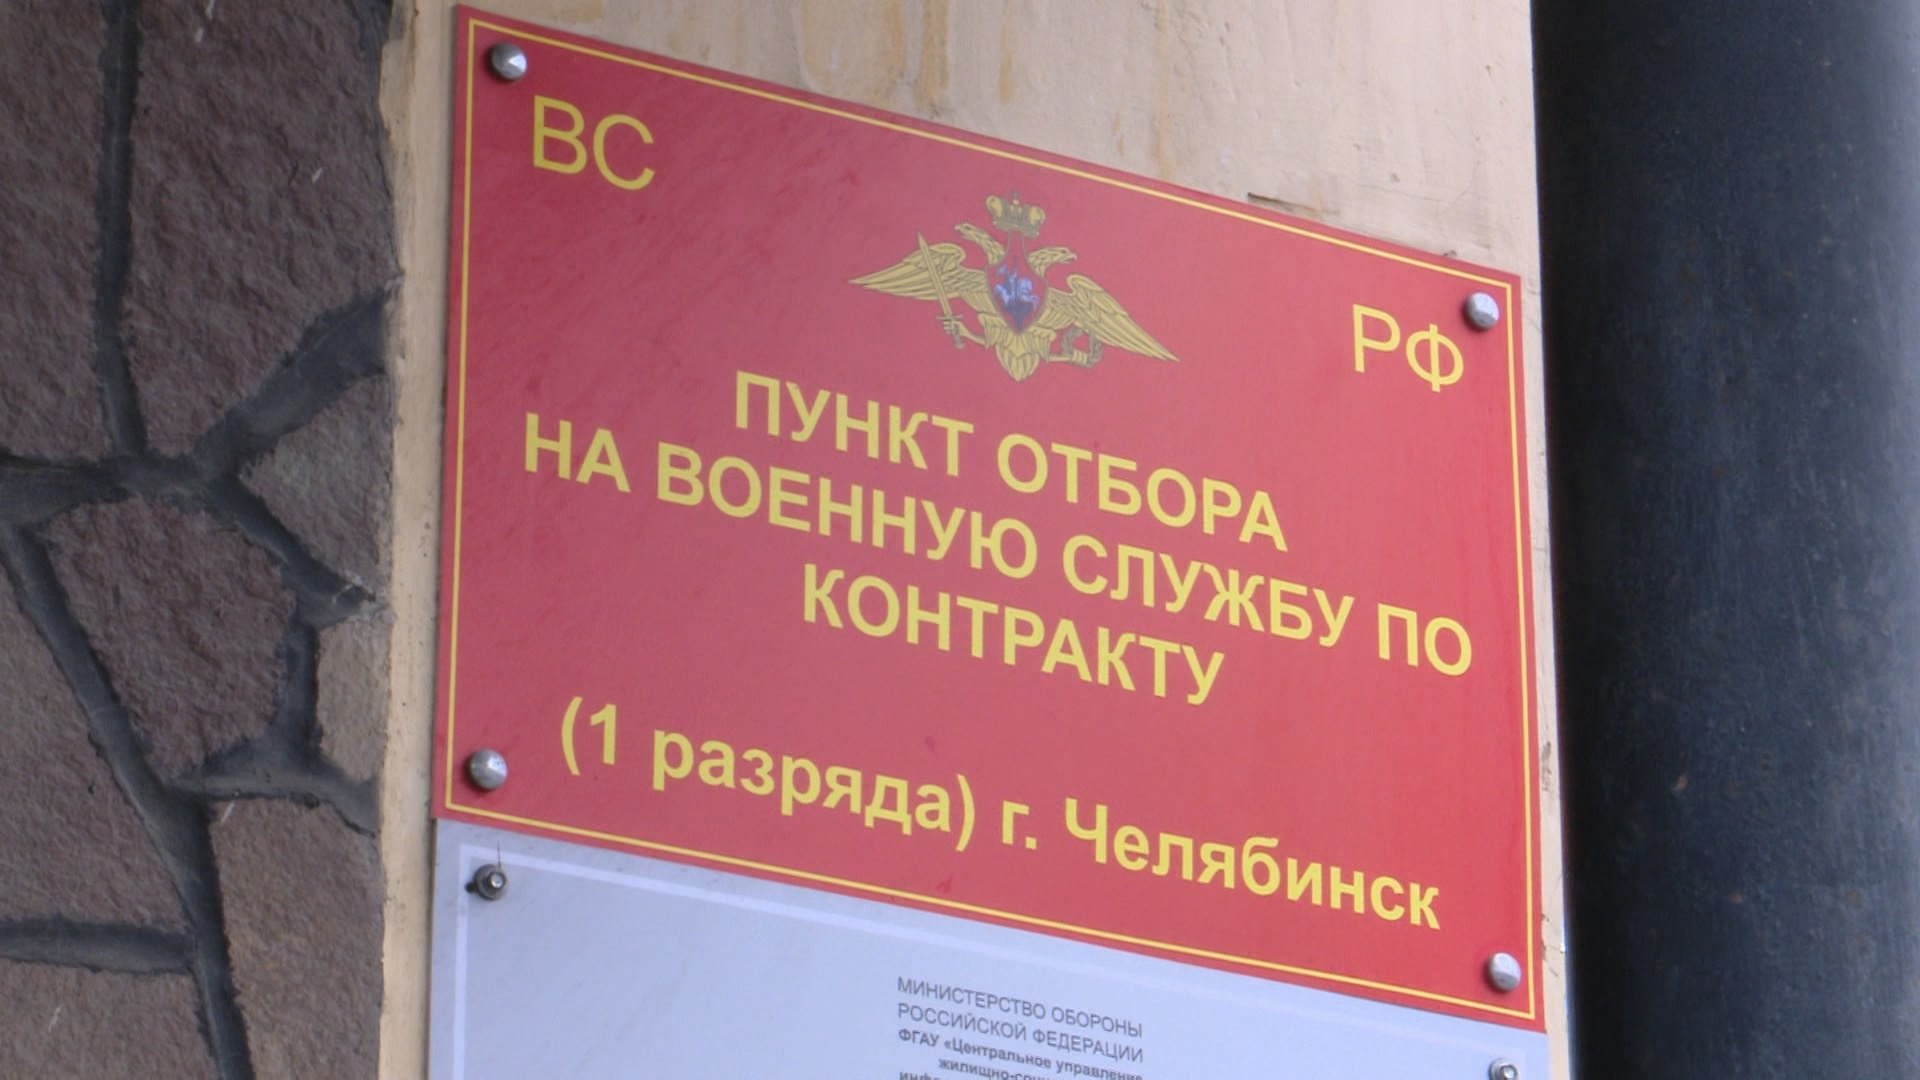 ВС
РФ
ПУНКТ ОТБОРА
НА ВОЕННУЮ СЛУЖБУ ПО
КОНТРАКТУ
(1 разряда) г. Челябинск
МИНИСТЕРСТВО ОБОРОНЫ
РОССИЙСКОЙ ФЕДЕРАЦИИ
ФГАУ «Центральное управление